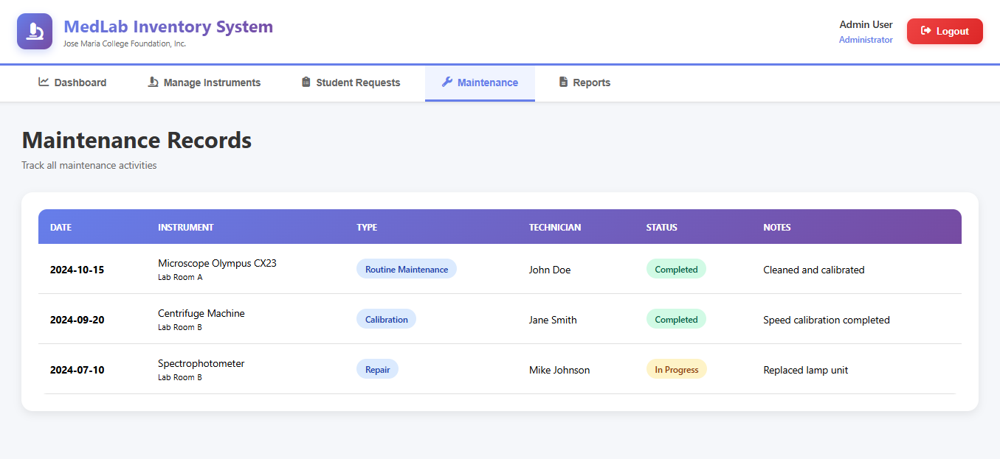 MedLab Inventory System
Jose Maria College Foundation, Inc.
Admin User
Administrator
Logout
Dashboard
Manage Instruments
Student Requests
Maintenance
Reports
Maintenance Records
Track all maintenance activities
DATE INSTRUMENT TYPE TECHNICIAN STATUS NOTES
2024-10-15 Microscope Olympus CX23 Routine Maintenance John Doe Completed Cleaned and calibrated
Lab Room A
2024-09-20 Centrifuge Machine Calibration Jane Smith Completed Speed calibration completed
Lab Room B
2024-07-10 Spectrophotometer Repair Mike Johnson In Progress Replaced lamp unit
Lab Room B